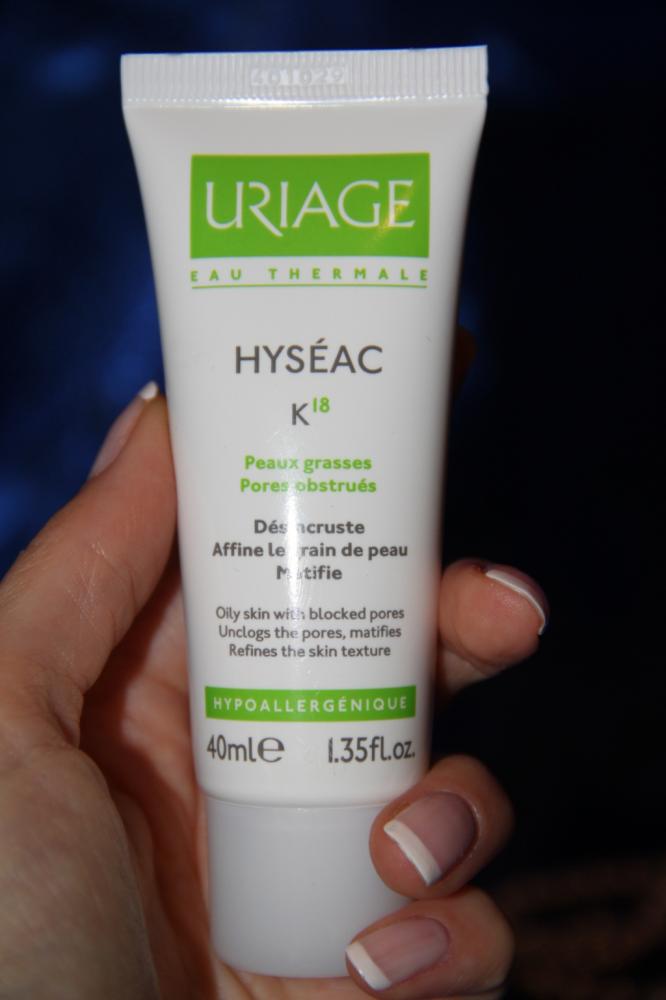 401029
URIAGE
EAU THERMALE
HYSÉAC
K18
Peaux grasses
Pores obstrués
Désincruste
Affine le grain de peau
Matifie
Oily skin with blocked pores
Unclogs the pores, matifies
Refines the skin texture
HYPOALLERGÉNIQUE
40ml℮ 1.35fl.oz.